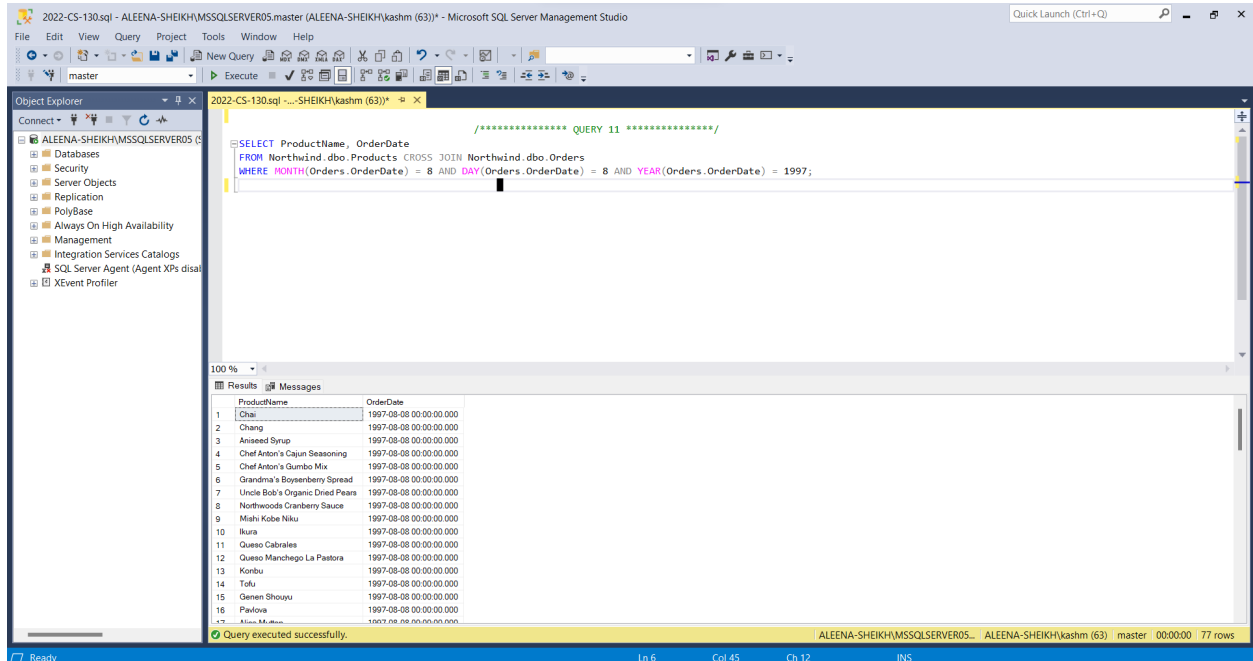 2022-CS-130.sql - ALEENA-SHEIKH\MSSQLSERVER05.master (ALEENA-SHEIKH\kashm (63))* - Microsoft SQL Server Management Studio
Quick Launch (Ctrl+Q)
File Edit View Query Project Tools Window Help
New Query
master
Execute
Object Explorer
Connect
ALEENA-SHEIKH\MSSQLSERVER05 (S
Databases
Security
Server Objects
Replication
PolyBase
Always On High Availability
Management
Integration Services Catalogs
SQL Server Agent (Agent XPs disal
XEvent Profiler
2022-CS-130.sql -...-SHEIKH\kashm (63))*
/*************** QUERY 11 ***************/
SELECT ProductName, OrderDate
FROM Northwind.dbo.Products CROSS JOIN Northwind.dbo.Orders
WHERE MONTH(Orders.OrderDate) = 8 AND DAY(Orders.OrderDate) = 8 AND YEAR(Orders.OrderDate) = 1997;
100 %
Results Messages
ProductName OrderDate
1 Chai 1997-08-08 00:00:00.000
2 Chang 1997-08-08 00:00:00.000
3 Aniseed Syrup 1997-08-08 00:00:00.000
4 Chef Anton's Cajun Seasoning 1997-08-08 00:00:00.000
5 Chef Anton's Gumbo Mix 1997-08-08 00:00:00.000
6 Grandma's Boysenberry Spread 1997-08-08 00:00:00.000
7 Uncle Bob's Organic Dried Pears 1997-08-08 00:00:00.000
8 Northwoods Cranberry Sauce 1997-08-08 00:00:00.000
9 Mishi Kobe Niku 1997-08-08 00:00:00.000
10 Ikura 1997-08-08 00:00:00.000
11 Queso Cabrales 1997-08-08 00:00:00.000
12 Queso Manchego La Pastora 1997-08-08 00:00:00.000
13 Konbu 1997-08-08 00:00:00.000
14 Tofu 1997-08-08 00:00:00.000
15 Genen Shouyu 1997-08-08 00:00:00.000
16 Pavlova 1997-08-08 00:00:00.000
17 Alice Mutton 1997-08-08 00:00:00.000
Query executed successfully.
ALEENA-SHEIKH\MSSQLSERVER05... ALEENA-SHEIKH\kashm (63) master 00:00:00 77 rows
Ready Ln 6 Col 45 Ch 12 INS